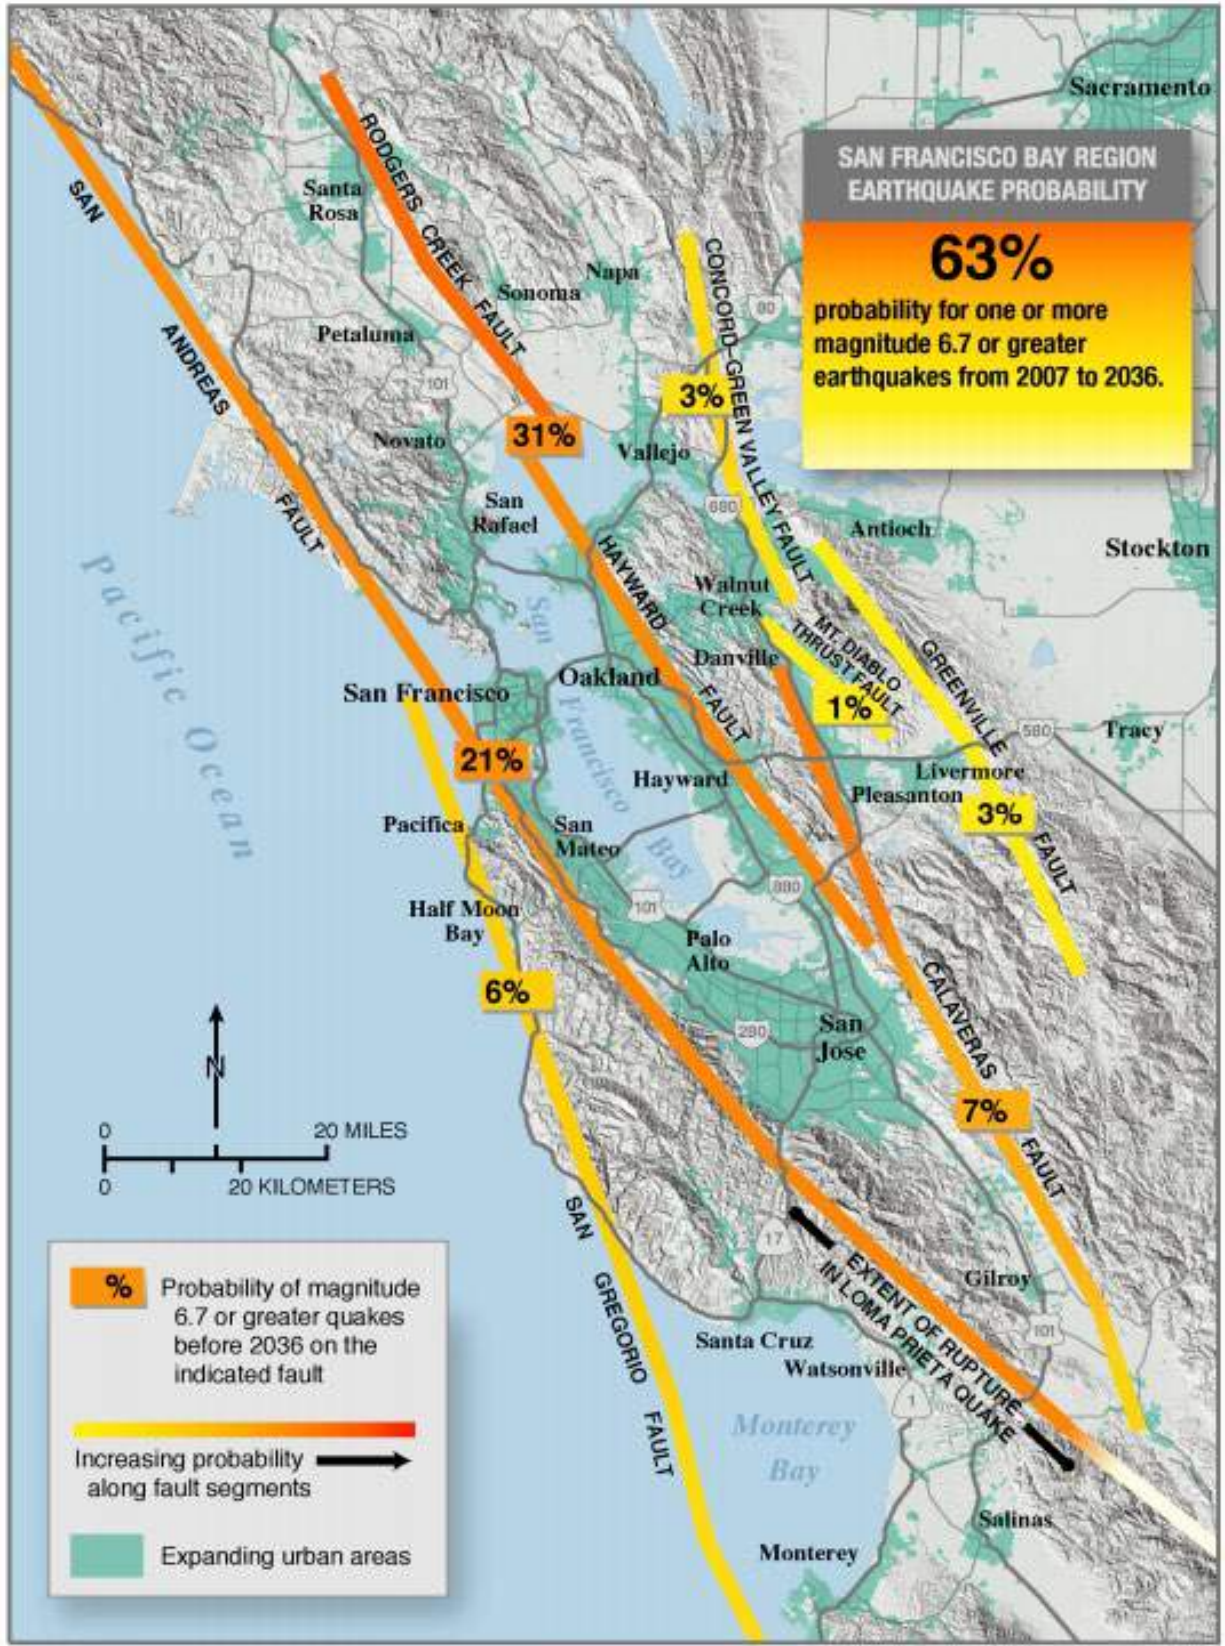 Sacramento
SAN FRANCISCO BAY REGION
EARTHQUAKE PROBABILITY
63%
probability for one or more
magnitude 6.7 or greater
earthquakes from 2007 to 2036.
SAN ANDREAS FAULT
RODGERS CREEK FAULT
Santa
Rosa
1
Napa
Sonoma
Petaluma
CONCORD–GREEN VALLEY FAULT
80
101
3%
31%
Novato
Vallejo
San
Rafael
680
Antioch
Stockton
HAYWARD FAULT
Walnut
Creek
Pacific Ocean
San Francisco Bay
MT. DIABLO
THRUST FAULT
GREENVILLE FAULT
Danville
Oakland
San Francisco
1%
580
Tracy
21%
Hayward
Livermore
Pleasanton
3%
Pacifica
San
Mateo
880
101
Half Moon
Bay
Palo
Alto
6%
CALAVERAS FAULT
280
San
Jose
7%
N
0 20 MILES
0 20 KILOMETERS
SAN GREGORIO FAULT
17
EXTENT OF RUPTURE
IN LOMA PRIETA QUAKE
Gilroy
101
Santa Cruz
Watsonville
1
Monterey
Bay
Salinas
Monterey
% Probability of magnitude
6.7 or greater quakes
before 2036 on the
indicated fault
Increasing probability
along fault segments
Expanding urban areas